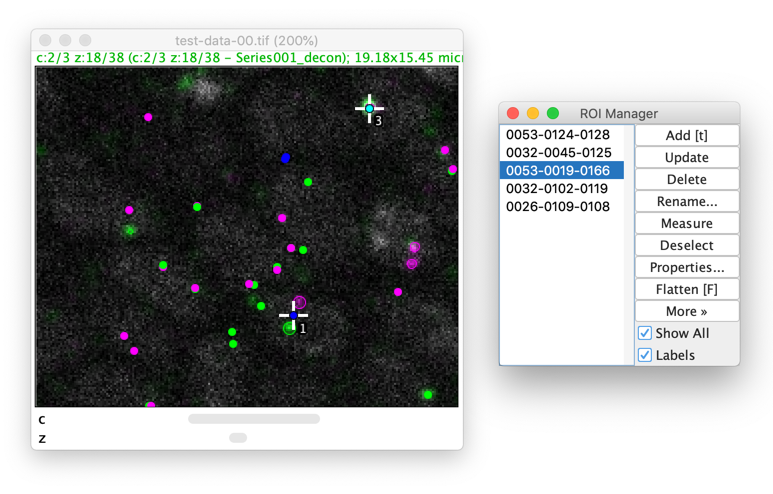 test-data-00.tif (200%)
c:2/3 z:18/38 (c:2/3 z:18/38 – Series001_decon); 19.18x15.45 micr
3
1
c
z
ROI Manager
0053-0124-0128
0032-0045-0125
0053-0019-0166
0032-0102-0119
0026-0109-0108
Add [t]
Update
Delete
Rename...
Measure
Deselect
Properties...
Flatten [F]
More »
Show All
Labels